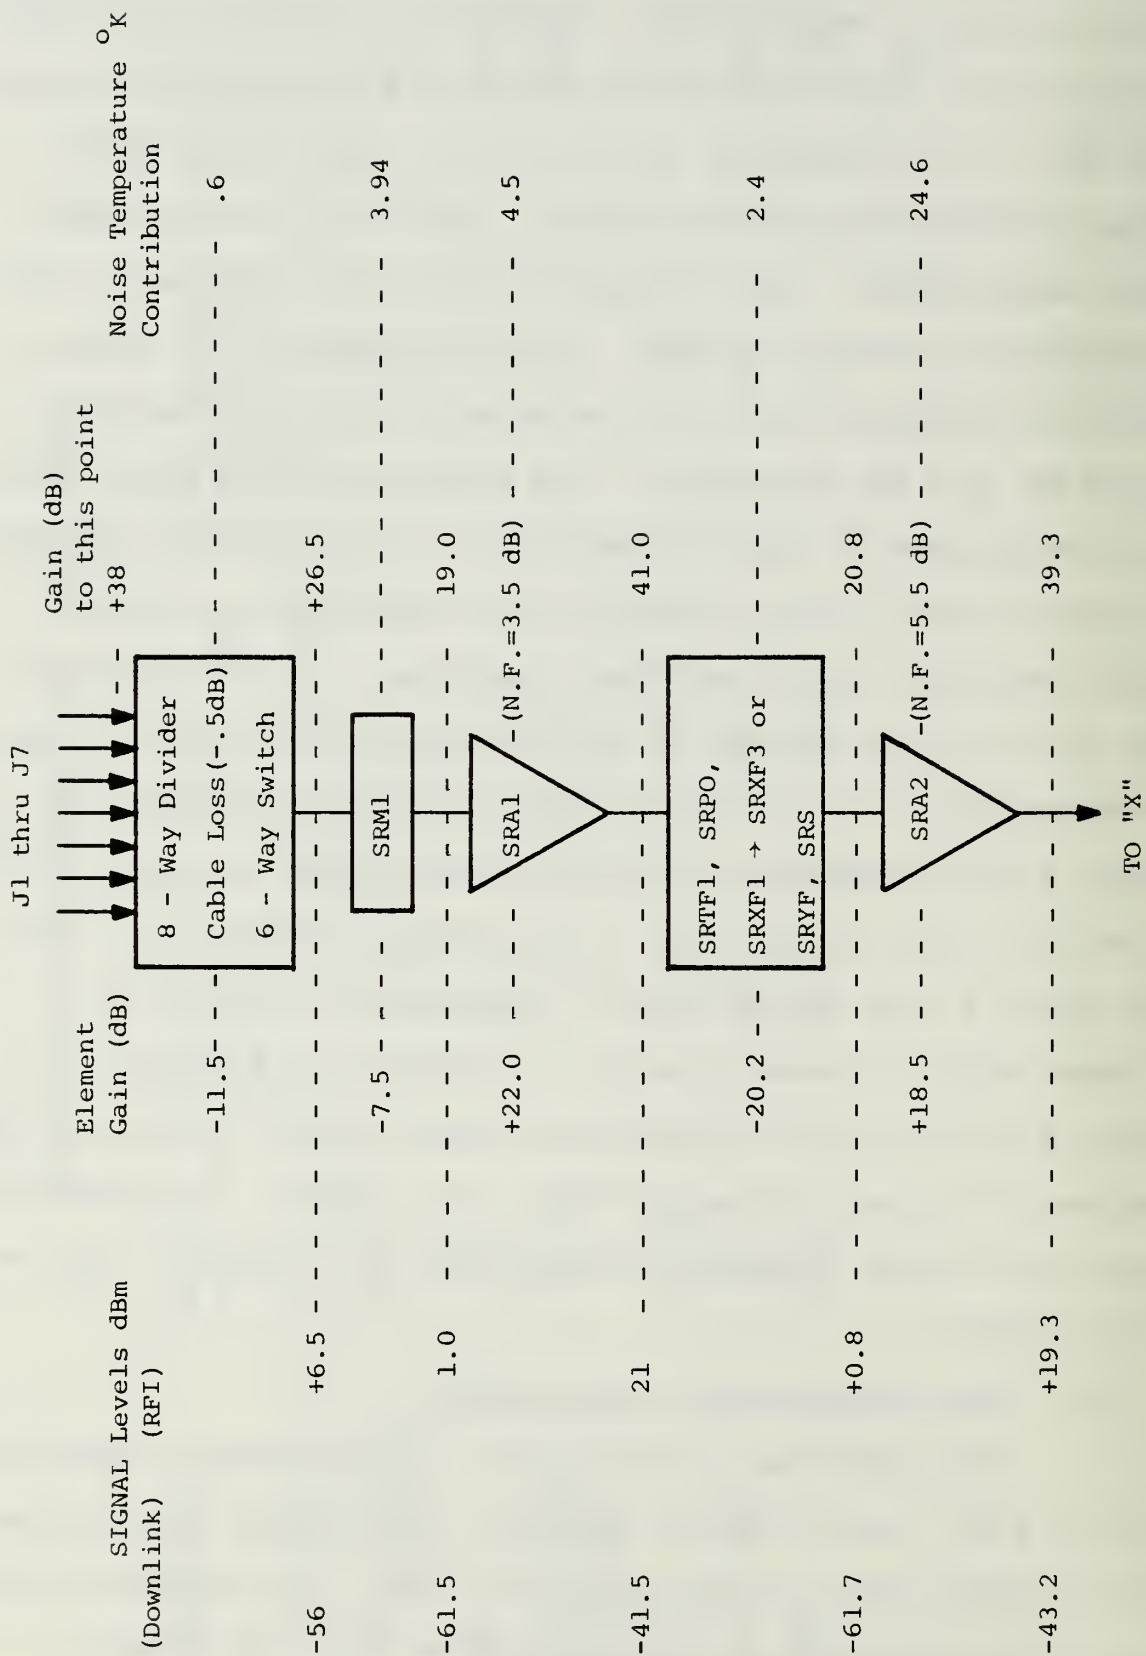 J1 thru J7
Gain (dB)
to this point
+38
Noise Temperature °K
Contribution
Element
Gain (dB)
SIGNAL Levels dBm
(Downlink) (RFI)
8 - Way Divider
Cable Loss(-.5dB)
6 - Way Switch
-11.5
.6
-56
+6.5
+26.5
-7.5
SRM1
3.94
-61.5
1.0
19.0
+22.0
SRA1
(N.F.=3.5 dB)
4.5
-41.5
21
41.0
-20.2
SRTF1, SRPO,
SRXF1 → SRXF3 or
SRYF, SRS
2.4
-61.7
+0.8
20.8
+18.5
SRA2
(N.F.=5.5 dB)
24.6
-43.2
+19.3
39.3
TO "X"